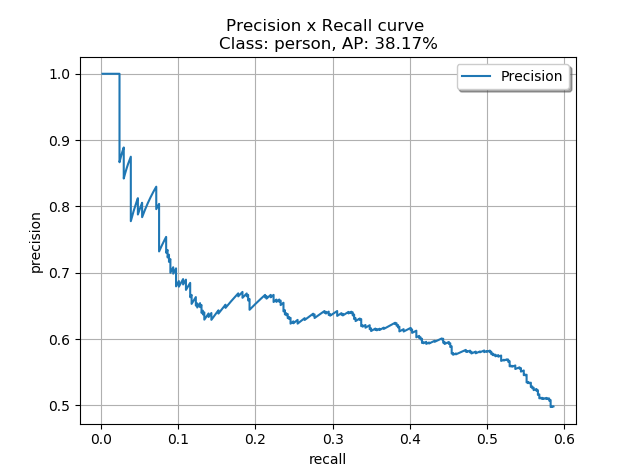 Precision x Recall curve
Class: person, AP: 38.17%
Precision
precision
1.0
0.9
0.8
0.7
0.6
0.5
0.0 0.1 0.2 0.3 0.4 0.5 0.6
recall